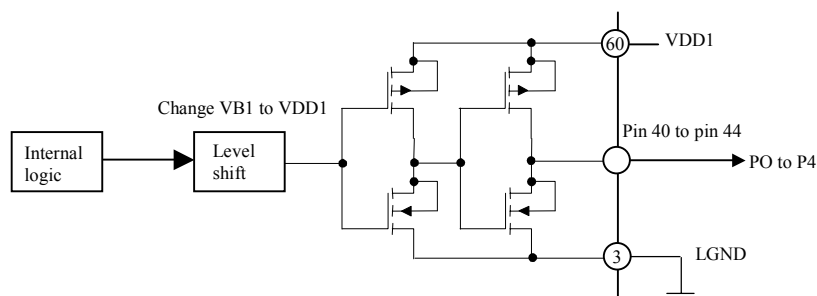 60
VDD1
Change VB1 to VDD1
Pin 40 to pin 44
Internal
logic
Level
shift
PO to P4
3
LGND